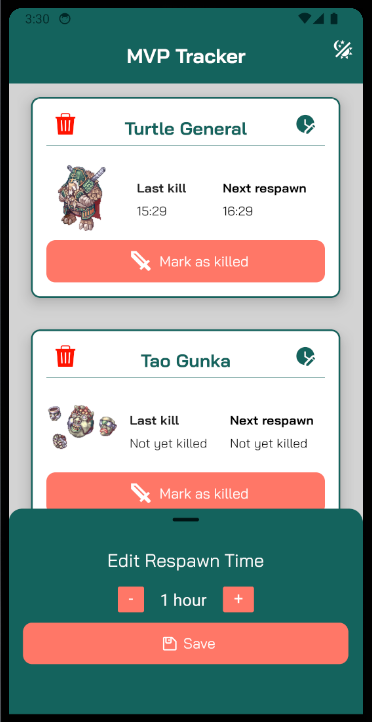 3:30
MVP Tracker
Turtle General
Last kill Next respawn
15:29 16:29
Mark as killed
Tao Gunka
Last kill Next respawn
Not yet killed Not yet killed
Mark as killed
Edit Respawn Time
- 1 hour +
Save